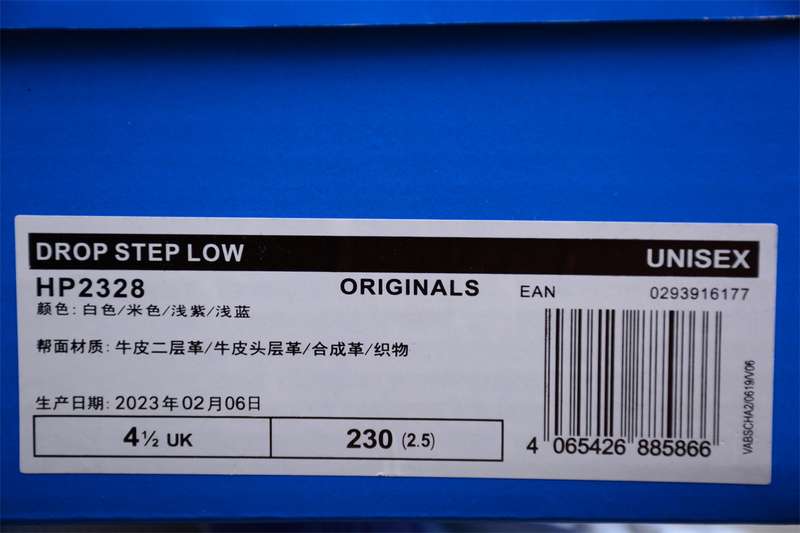 DROP STEP LOW UNISEX
HP2328 ORIGINALS EAN 0293916177
颜色: 白色/米色/浅紫/浅蓝
帮面材质: 牛皮二层革/牛皮头层革/合成革/织物
生产日期: 2023年02月06日
4½ UK 230 (2.5)
4 065426 885866
VABSCHA2/0619/V06